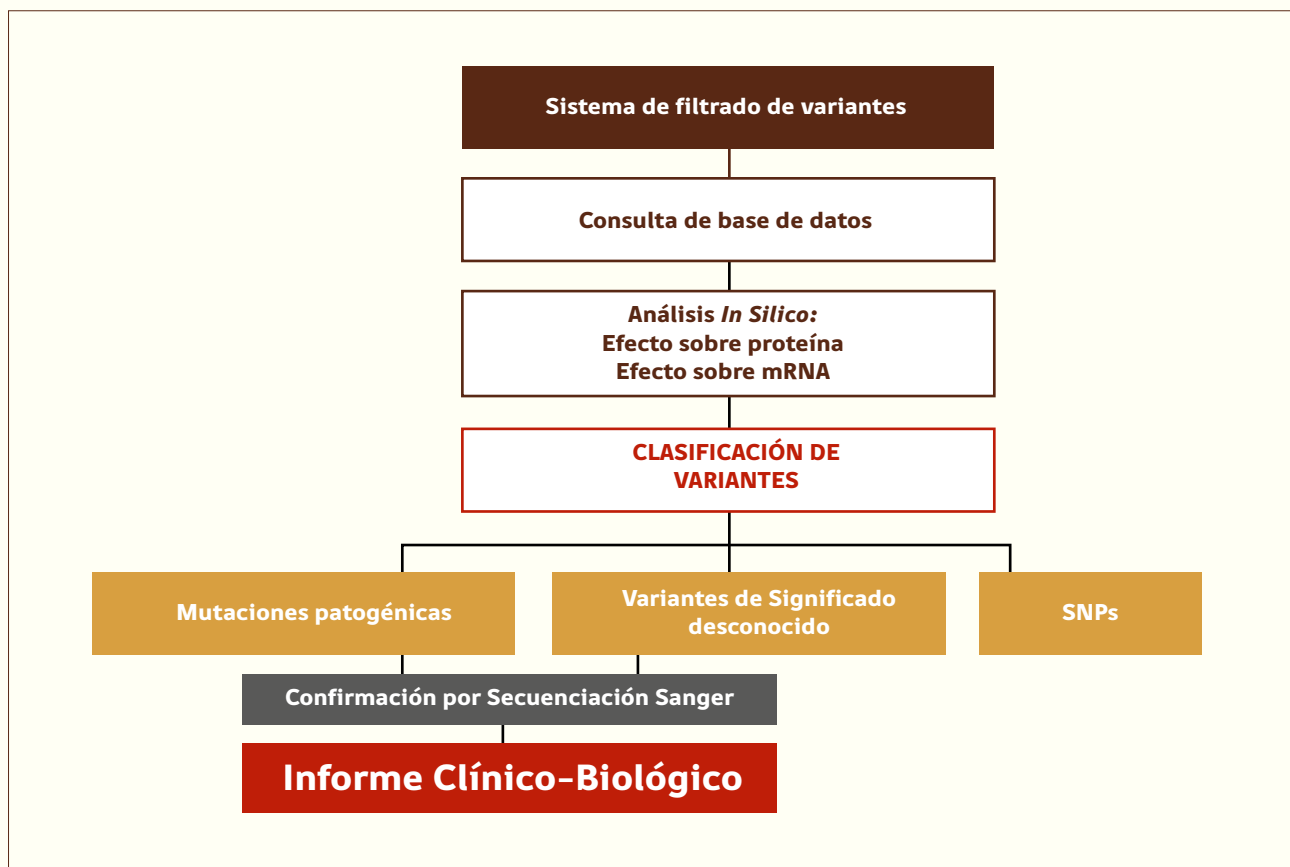 Sistema de filtrado de variantes
Consulta de base de datos
Análisis In Silico:
Efecto sobre proteína
Efecto sobre mRNA
CLASIFICACIÓN DE
VARIANTES
Mutaciones patogénicas
Variantes de Significado
desconocido
SNPs
Confirmación por Secuenciación Sanger
Informe Clínico-Biológico